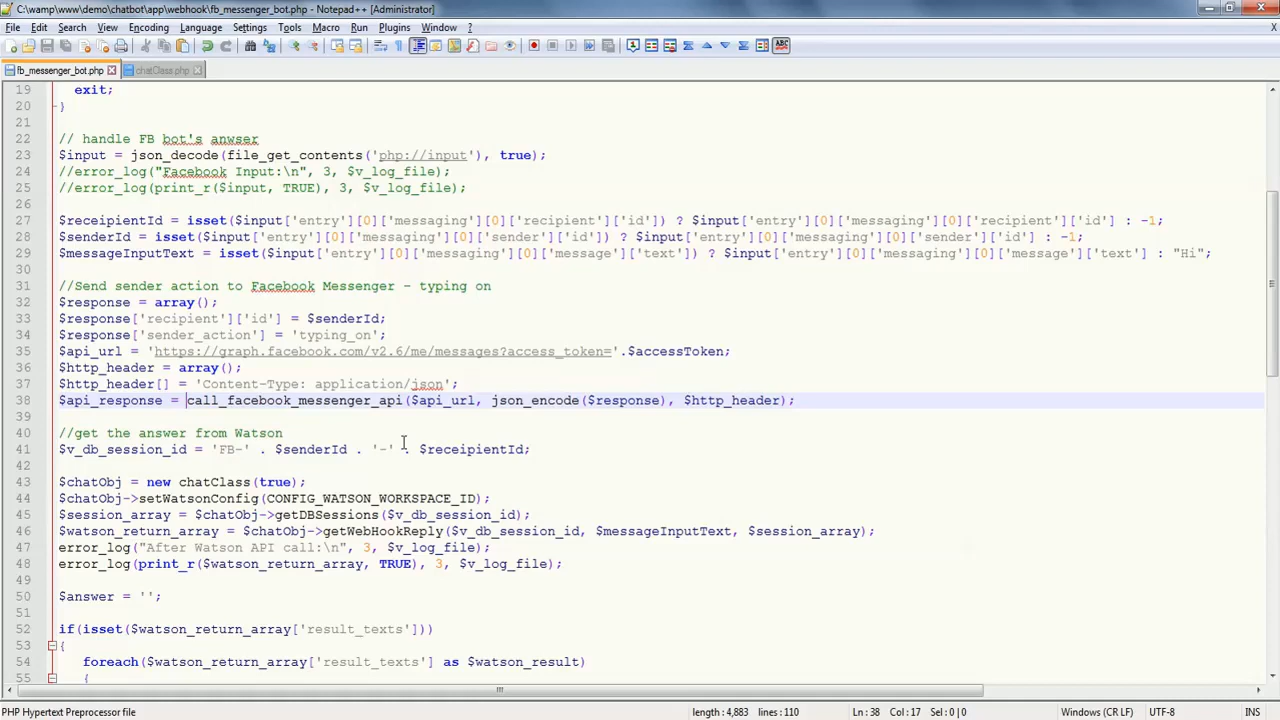 C:\wamp\www\demo\chatbot\app\webhook\fb_messenger_bot.php - Notepad++ [Administrator]
File Edit Search View Encoding Language Settings Tools Macro Run Plugins Window ? X
fb_messenger_bot.php chatClass.php
19 exit;
20 }
21
22 // handle FB bot's anwser
23 $input = json_decode(file_get_contents('php://input'), true);
24 //error_log("Facebook Input:\n", 3, $v_log_file);
25 //error_log(print_r($input, TRUE), 3, $v_log_file);
26
27 $receipientId = isset($input['entry'][0]['messaging'][0]['recipient']['id']) ? $input['entry'][0]['messaging'][0]['recipient']['id'] : -1;
28 $senderId = isset($input['entry'][0]['messaging'][0]['sender']['id']) ? $input['entry'][0]['messaging'][0]['sender']['id'] : -1;
29 $messageInputText = isset($input['entry'][0]['messaging'][0]['message']['text']) ? $input['entry'][0]['messaging'][0]['message']['text'] : "Hi";
30
31 //Send sender action to Facebook Messenger - typing on
32 $response = array();
33 $response['recipient']['id'] = $senderId;
34 $response['sender_action'] = 'typing_on';
35 $api_url = 'https://graph.facebook.com/v2.6/me/messages?access_token='.$accessToken;
36 $http_header = array();
37 $http_header[] = 'Content-Type: application/json';
38 $api_response = call_facebook_messenger_api($api_url, json_encode($response), $http_header);
39
40 //get the answer from Watson
41 $v_db_session_id = 'FB-' . $senderId . '-' . $receipientId;
42
43 $chatObj = new chatClass(true);
44 $chatObj->setWatsonConfig(CONFIG_WATSON_WORKSPACE_ID);
45 $session_array = $chatObj->getDBSessions($v_db_session_id);
46 $watson_return_array = $chatObj->getWebHookReply($v_db_session_id, $messageInputText, $session_array);
47 error_log("After Watson API call:\n", 3, $v_log_file);
48 error_log(print_r($watson_return_array, TRUE), 3, $v_log_file);
49
50 $answer = '';
51
52 if(isset($watson_return_array['result_texts']))
53 {
54 foreach($watson_return_array['result_texts'] as $watson_result)
55 {
PHP Hypertext Preprocessor file length : 4,883 lines : 110 Ln : 38 Col : 17 Sel : 0 | 0 Windows (CR LF) UTF-8 INS